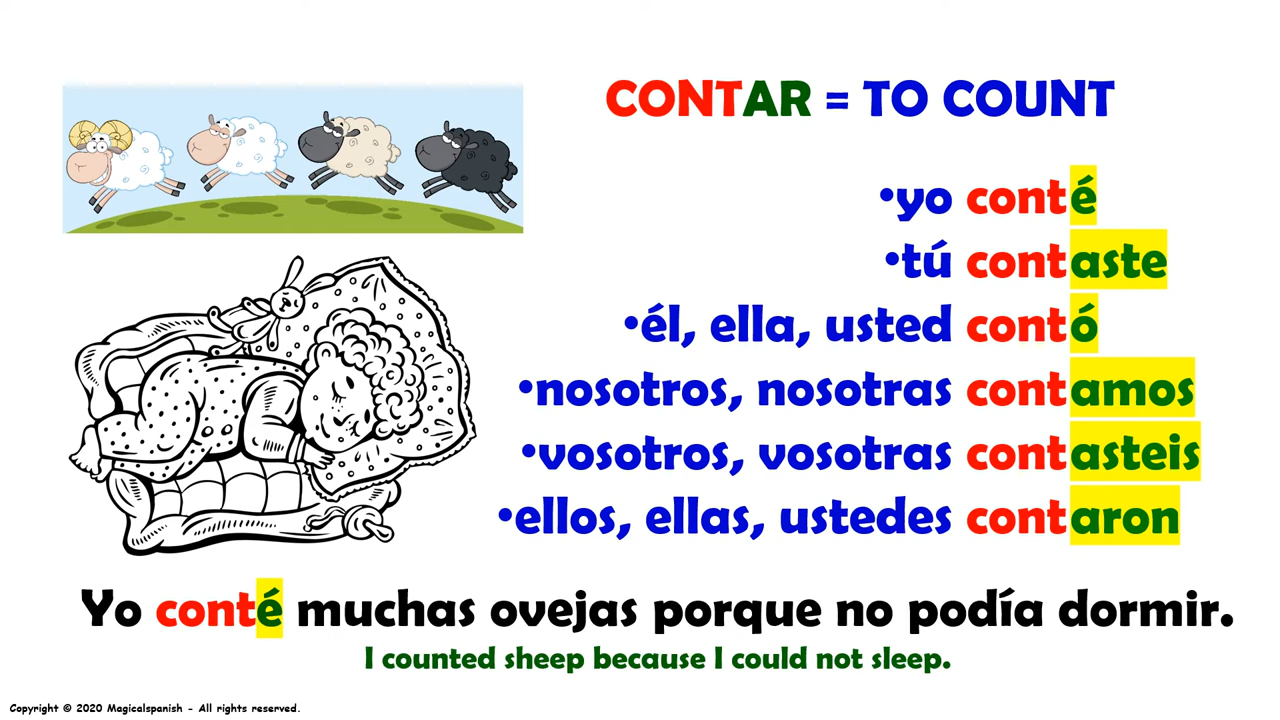 CONTAR = TO COUNT
•yo conté
•tú contaste
•él, ella, usted contó
•nosotros, nosotras contamos
•vosotros, vosotras contasteis
•ellos, ellas, ustedes contaron
Yo conté muchas ovejas porque no podía dormir.
I counted sheep because I could not sleep.
Copyright © 2020 Magicalspanish - All rights reserved.